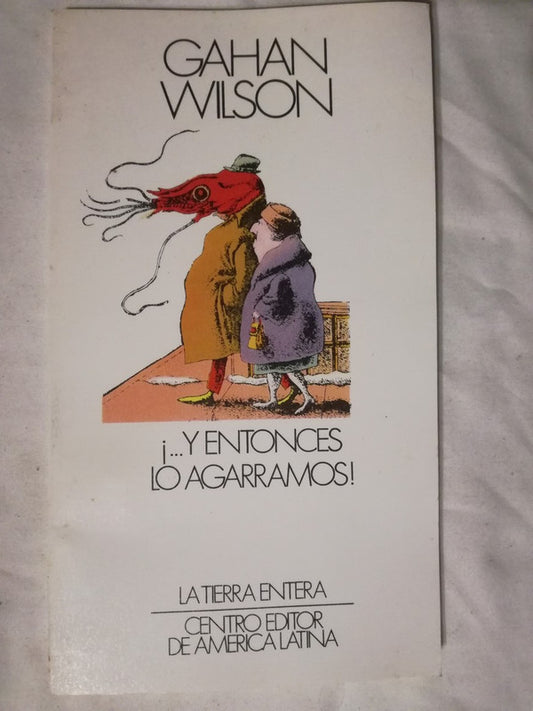 GAHAN
WILSON
¡...Y ENTONCES
LO AGARRAMOS!
LA TIERRA ENTERA
CENTRO EDITOR
DE AMERICA LATINA